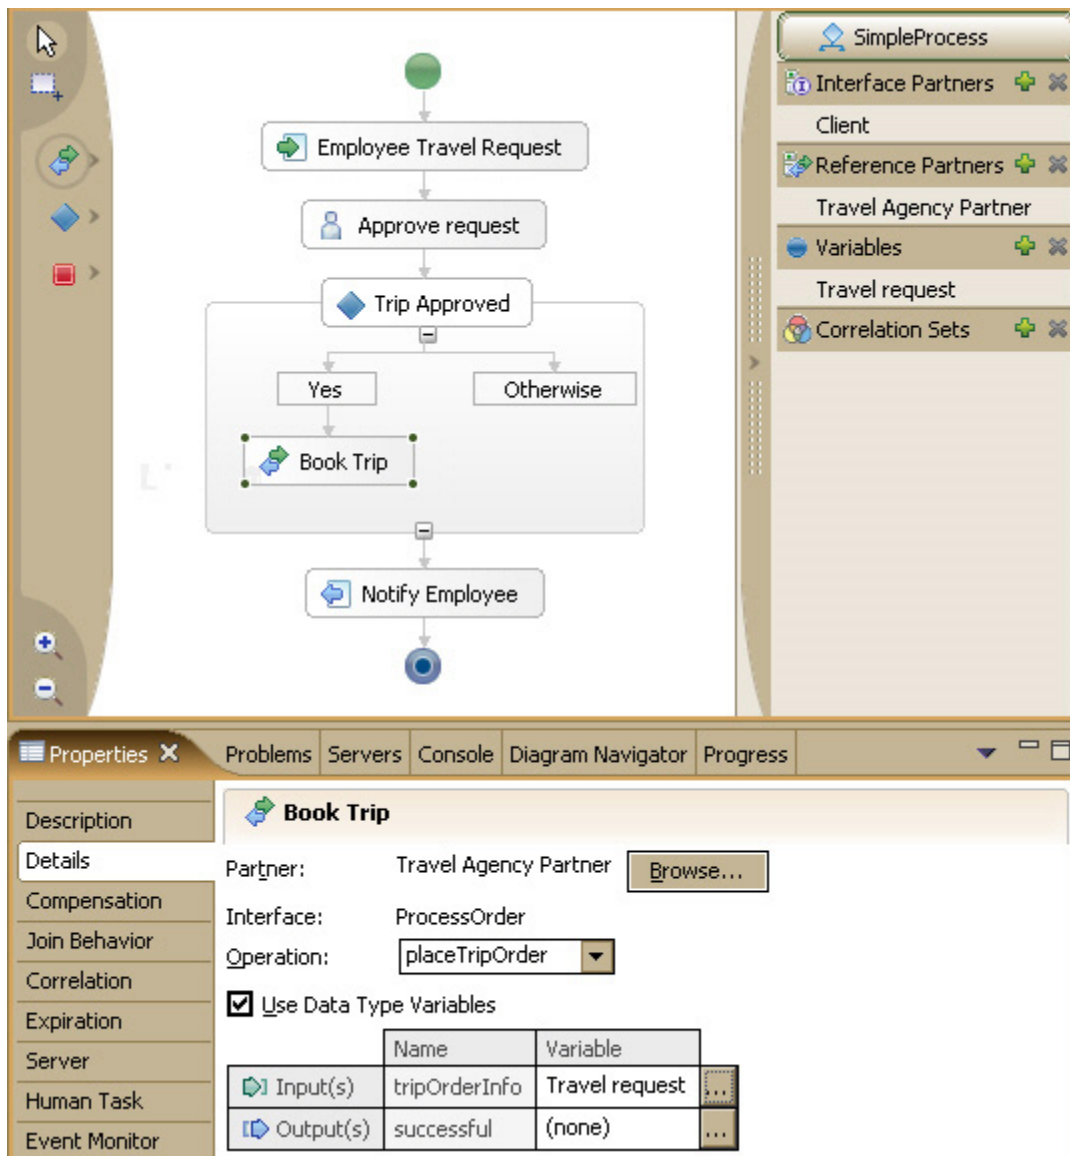 SimpleProcess
Interface Partners
Client
Reference Partners
Travel Agency Partner
Variables
Travel request
Correlation Sets
Employee Travel Request
Approve request
Trip Approved
Yes
Otherwise
Book Trip
Notify Employee
Properties
Problems
Servers
Console
Diagram Navigator
Progress
Description
Details
Compensation
Join Behavior
Correlation
Expiration
Server
Human Task
Event Monitor
Book Trip
Partner: Travel Agency Partner Browse...
Interface: ProcessOrder
Operation: placeTripOrder
Use Data Type Variables
Name Variable
Input(s) tripOrderInfo Travel request ...
Output(s) successful (none) ...